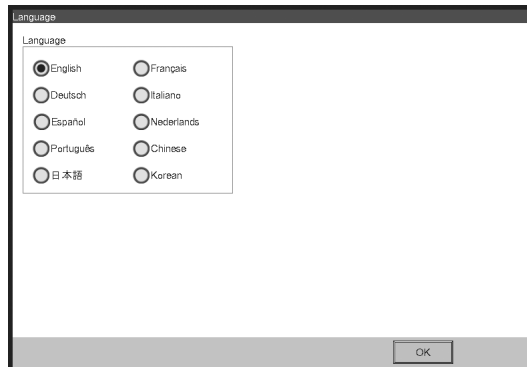 Language
Language
English
Français
Deutsch
Italiano
Español
Nederlands
Português
Chinese
日本語
Korean
OK